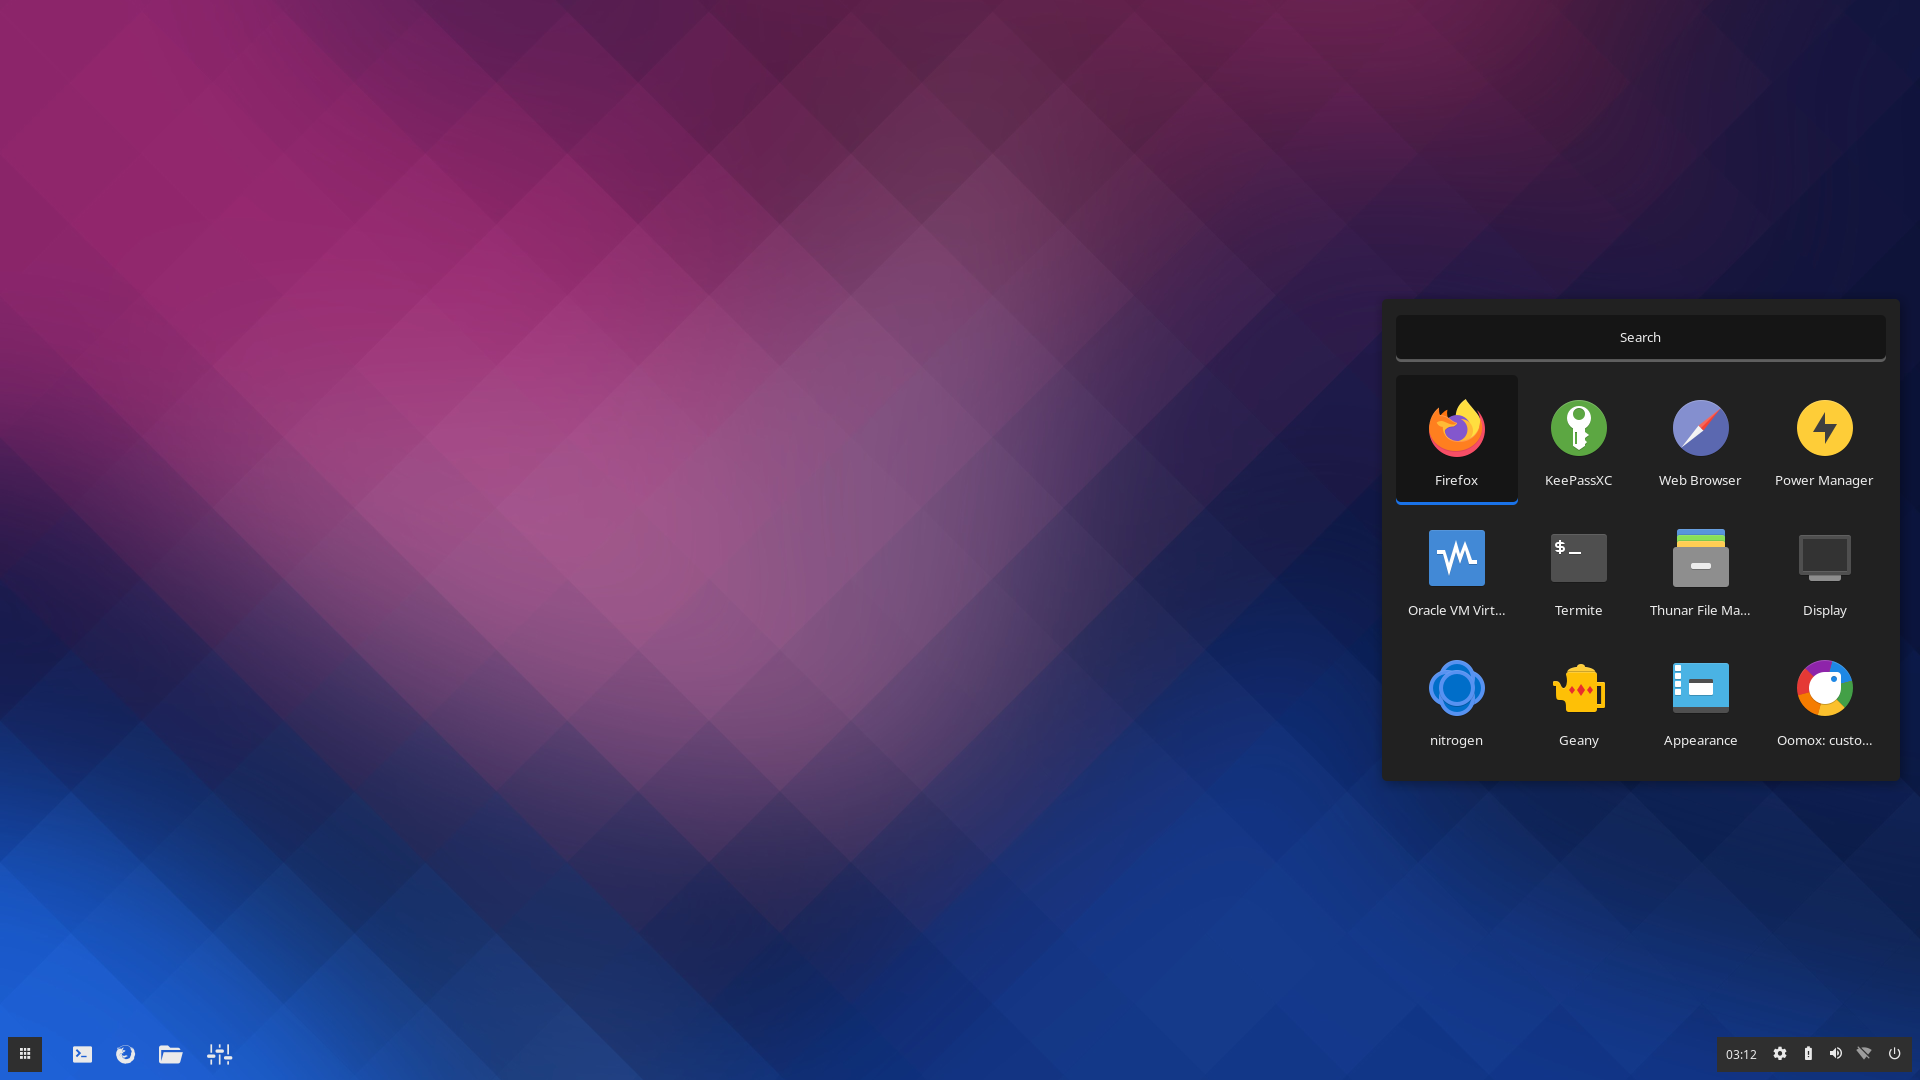 Search
Firefox
KeePassXC
Web Browser
Power Manager
$ _
Oracle VM Virt...
Termite
Thunar File Ma...
Display
nitrogen
Geany
Appearance
Oomox: custo...
03:12